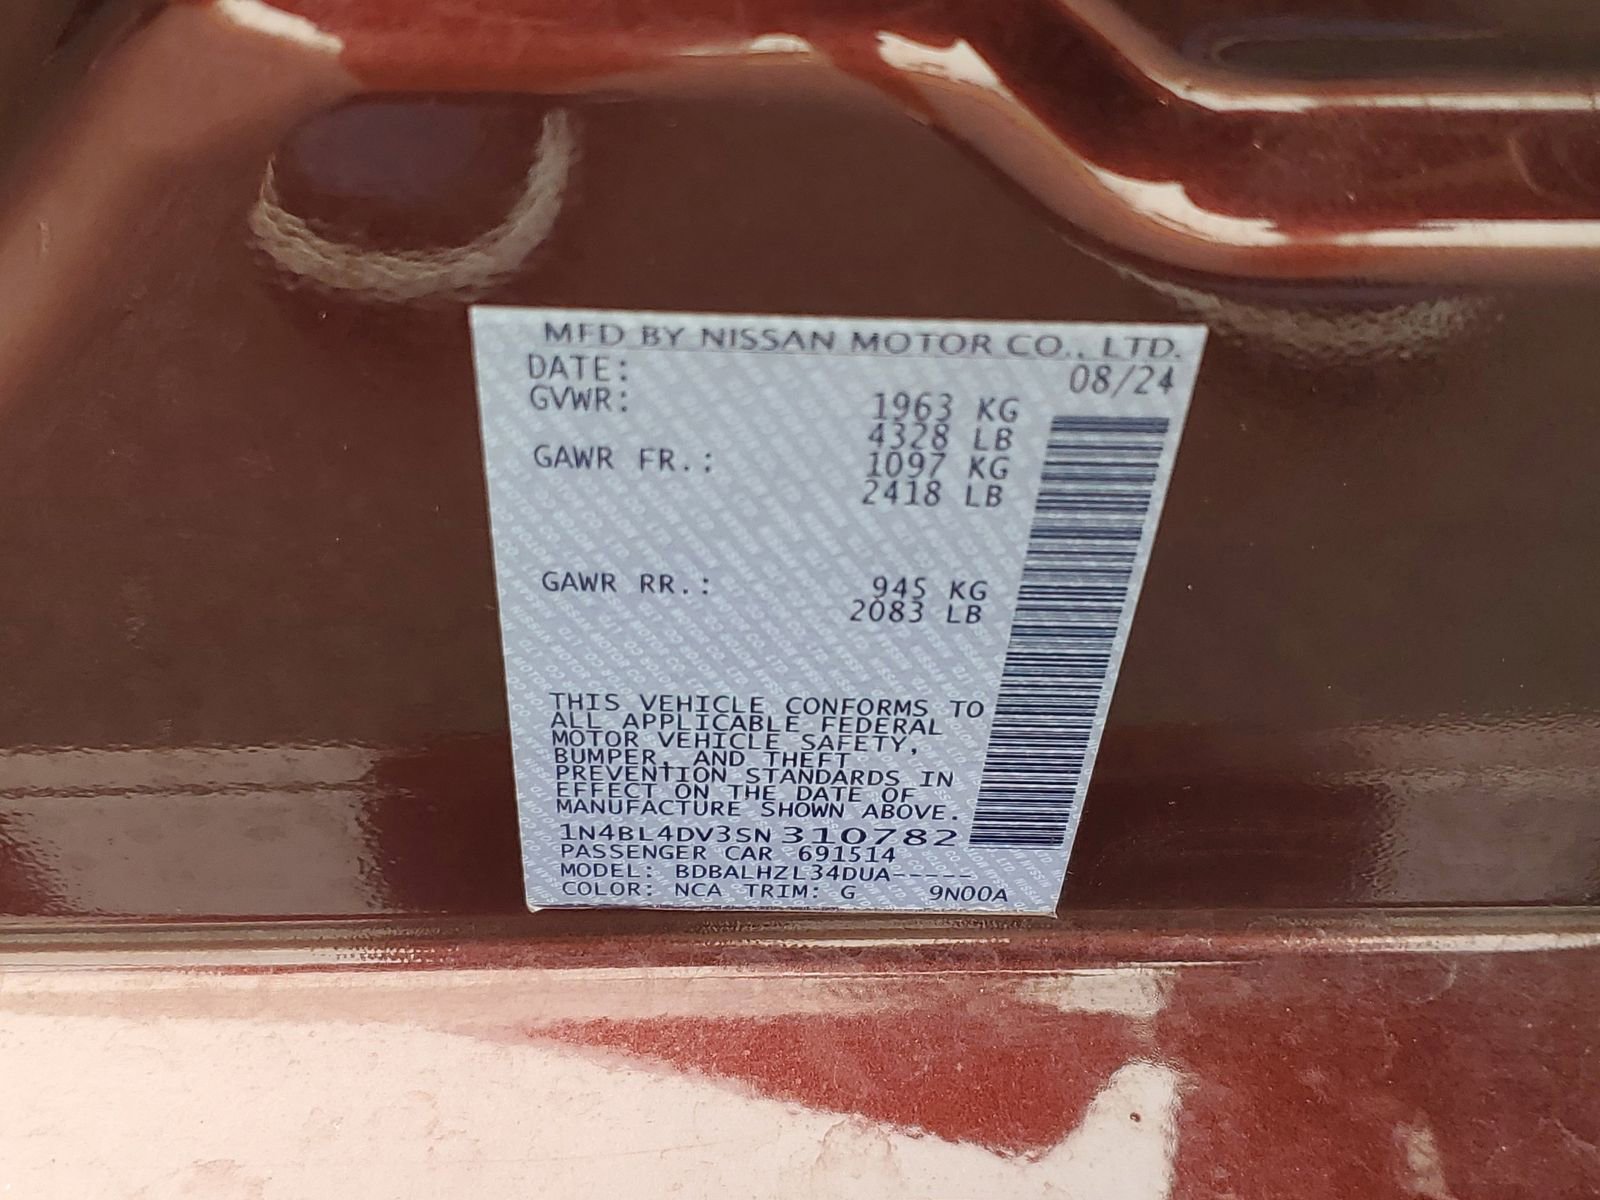 MFD BY NISSAN MOTOR CO., LTD.
DATE: 08/24
GVWR: 1963 KG
4328 LB
GAWR FR.: 1097 KG
2418 LB
GAWR RR.: 945 KG
2083 LB
THIS VEHICLE CONFORMS TO
ALL APPLICABLE FEDERAL
MOTOR VEHICLE SAFETY,
BUMPER, AND THEFT
PREVENTION STANDARDS IN
EFFECT ON THE DATE OF
MANUFACTURE SHOWN ABOVE.
1N4BL4DV3SN310782
PASSENGER CAR 691514
MODEL: BDBALHZL34DUA-----
COLOR: NCA TRIM: G 9N00A